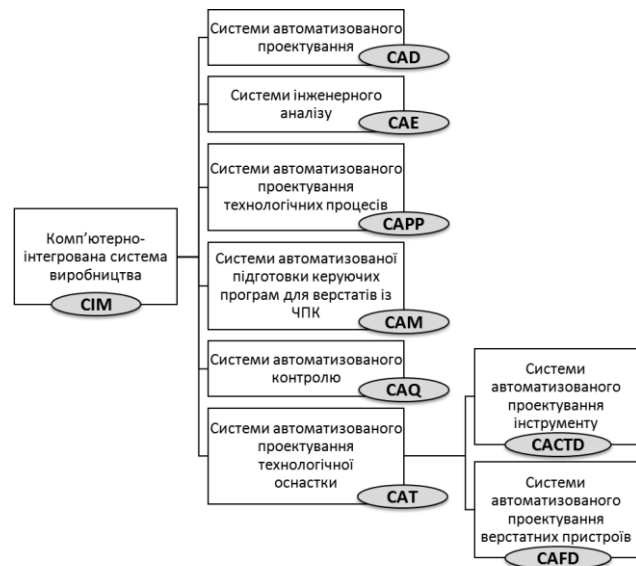 Системи автоматизованого
проектування
CAD
Системи інженерного
аналізу
CAE
Системи автоматизованого
проектування
технологічних процесів
CAPP
Комп’ютерно-
інтегрована система
виробництва
CIM
Системи автоматизованої
підготовки керуючих
програм для верстатів із
ЧПК
CAM
Системи автоматизованого
контролю
CAQ
Системи автоматизованого
проектування
технологічної
оснастки
CAT
Системи
автоматизованого
проектування
інструменту
CACTD
Системи
автоматизованого
проектування
верстатних пристроїв
CAFD